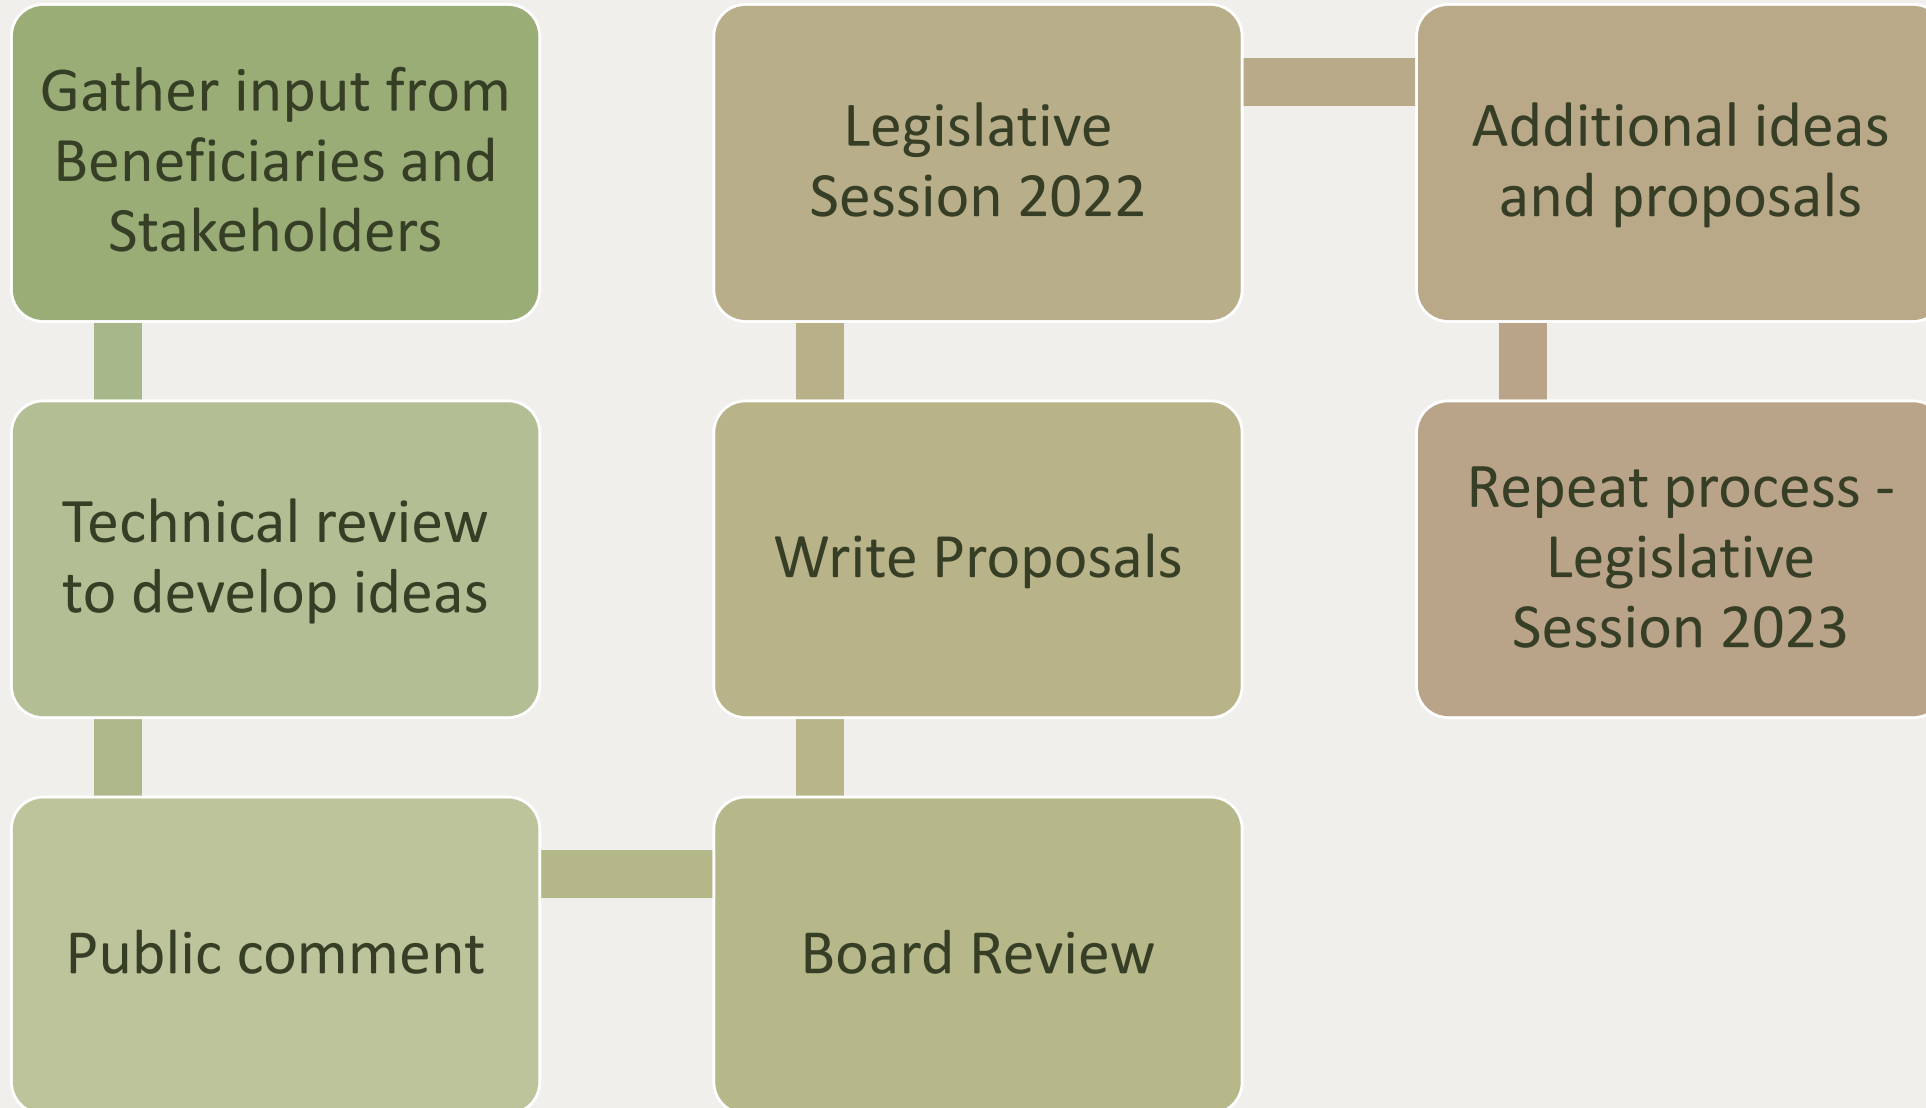 Gather input from
Beneficiaries and
Stakeholders
Technical review
to develop ideas
Public comment
Board Review
Write Proposals
Legislative
Session 2022
Additional ideas
and proposals
Repeat process -
Legislative
Session 2023